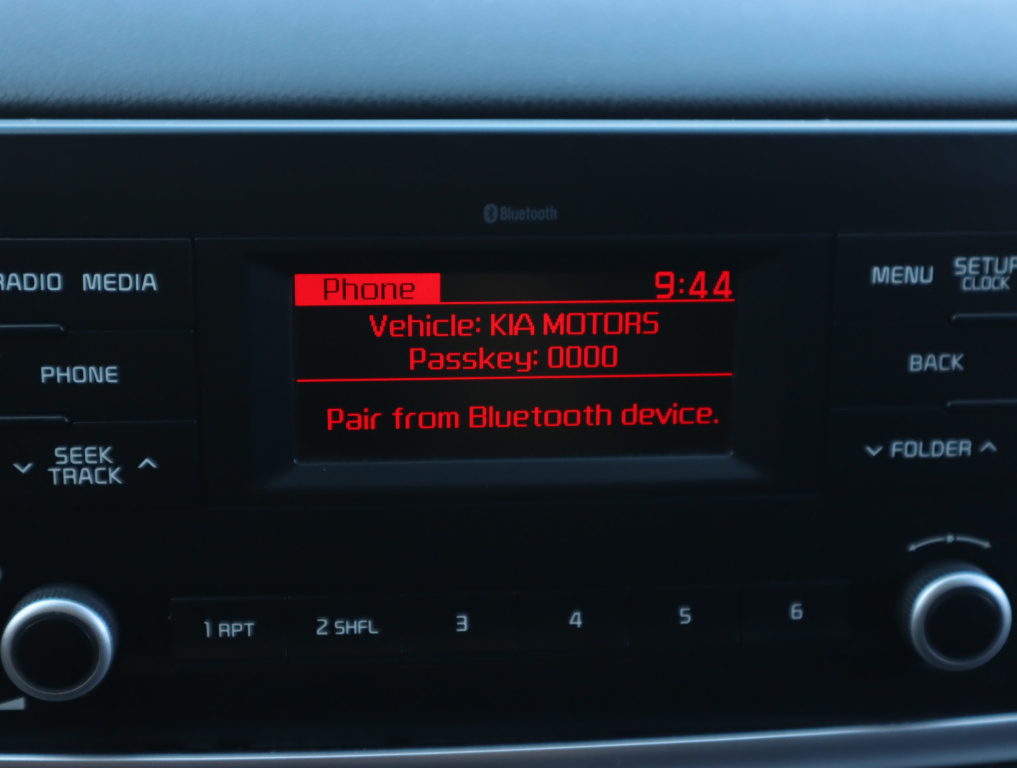 Bluetooth
RADIO MEDIA
PHONE
SEEK
TRACK
Phone 9:44
Vehicle: KIA MOTORS
Passkey: 0000
Pair from Bluetooth device.
MENU SETUP
CLOCK
BACK
FOLDER
1 RPT 2 SHFL 3 4 5 6